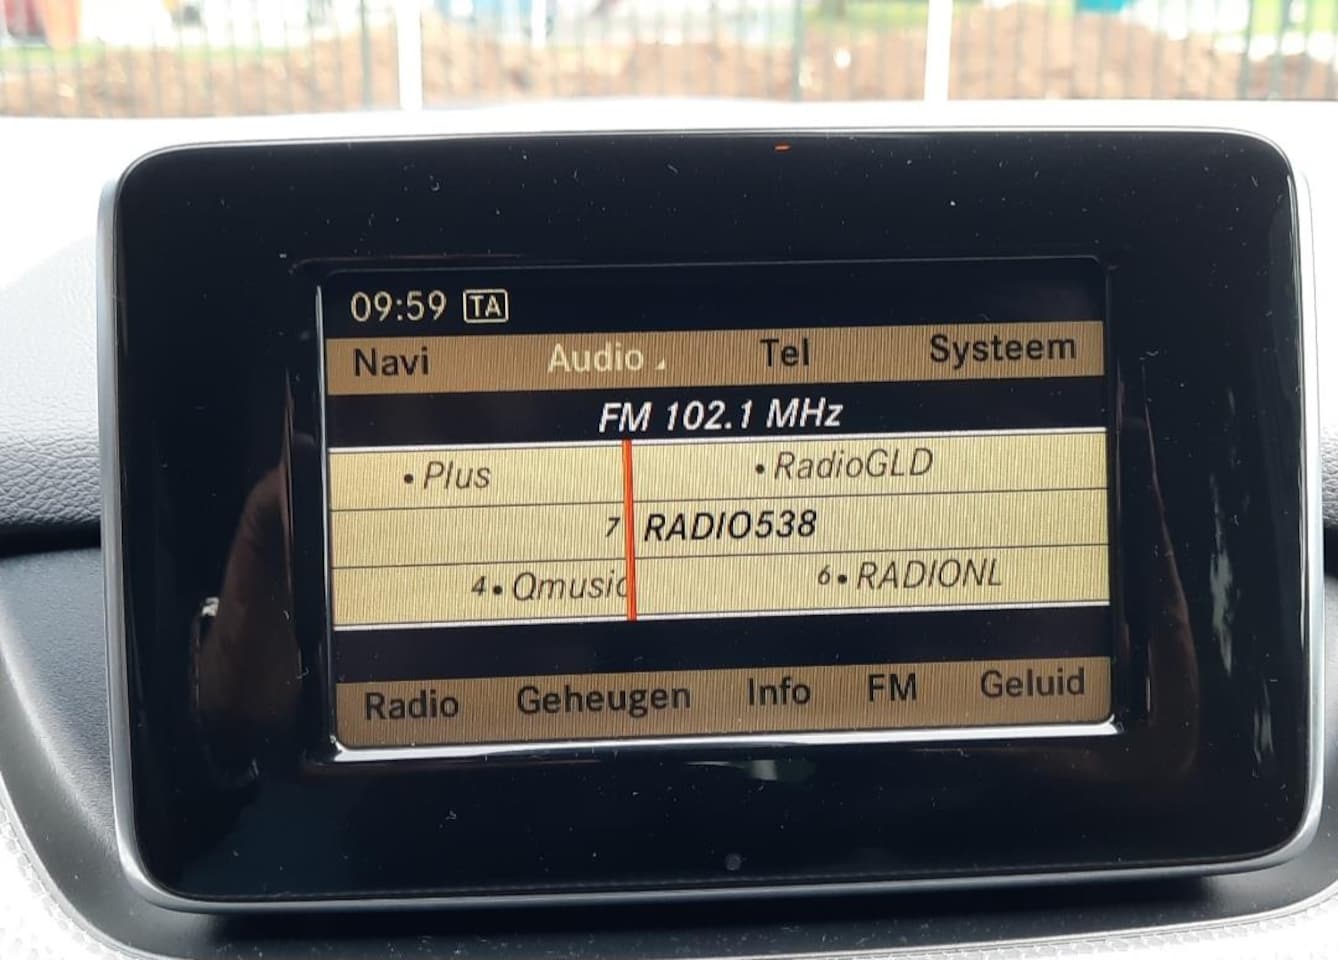 09:59 TA
Navi Audio Tel Systeem
FM 102.1 MHz
• Plus • RadioGLD
7 RADIO538
4• Qmusic 6• RADIONL
Radio Geheugen Info FM Geluid